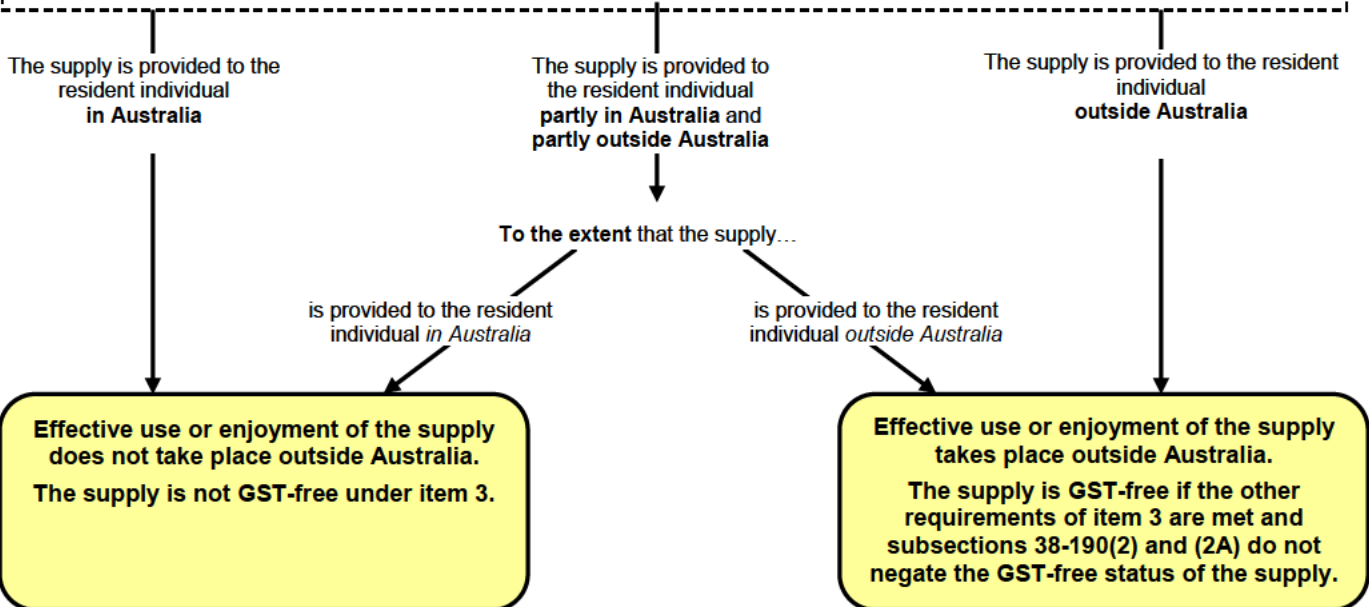 The supply is provided to the
resident individual
in Australia
The supply is provided to
the resident individual
partly in Australia and
partly outside Australia
The supply is provided to the resident
individual
outside Australia
To the extent that the supply…
is provided to the resident
individual in Australia
is provided to the resident
individual outside Australia
Effective use or enjoyment of the supply
does not take place outside Australia.
The supply is not GST-free under item 3.
Effective use or enjoyment of the supply
takes place outside Australia.
The supply is GST-free if the other
requirements of item 3 are met and
subsections 38-190(2) and (2A) do not
negate the GST-free status of the supply.